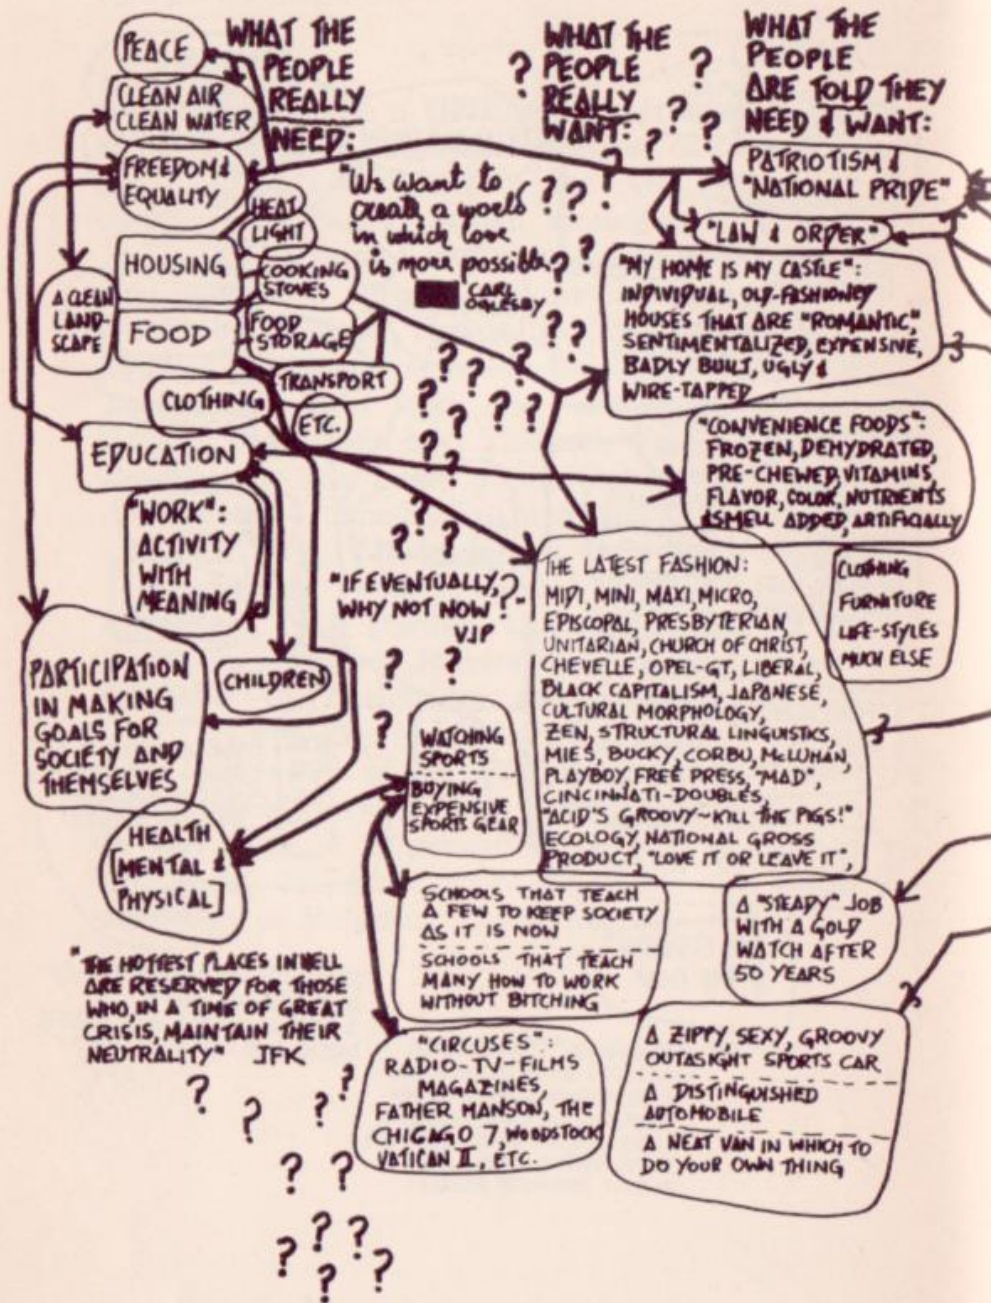 WHAT THE
PEOPLE
REALLY
NEED:
PEACE
CLEAN AIR
CLEAN WATER
FREEDOM &
EQUALITY
HEAT
LIGHT
HOUSING
COOKING
STOVES
A CLEAN
LAND-
SCAPE
FOOD
FOOD
STORAGE
TRANSPORT
CLOTHING
ETC.
EDUCATION
"WORK":
ACTIVITY
WITH
MEANING
PARTICIPATION
IN MAKING
GOALS FOR
SOCIETY AND
THEMSELVES
CHILDREN
HEALTH
[MENTAL &
PHYSICAL]
"THE HOTTEST PLACES IN HELL
ARE RESERVED FOR THOSE
WHO, IN A TIME OF GREAT
CRISIS, MAINTAIN THEIR
NEUTRALITY" JFK
WHAT THE
PEOPLE
REALLY
WANT:
"We want to
create a world
in which love
is more possible"
CARL
OGLESBY
"IF EVENTUALLY,
WHY NOT NOW?"
VJP
WHAT THE
PEOPLE
ARE TOLD THEY
NEED & WANT:
PATRIOTISM &
"NATIONAL PRIDE"
"LAW & ORDER"
"MY HOME IS MY CASTLE":
INDIVIDUAL, OLD-FASHIONED
HOUSES THAT ARE "ROMANTIC",
SENTIMENTALIZED, EXPENSIVE,
BADLY BUILT, UGLY &
WIRE-TAPPED
"CONVENIENCE FOODS":
FROZEN, DEHYDRATED,
PRE-CHEWED, VITAMINS,
FLAVOR, COLOR, NUTRIENTS
& SMELL ADDED, ARTIFICIALLY
THE LATEST FASHION:
MIDI, MINI, MAXI, MICRO,
EPISCOPAL, PRESBYTERIAN,
UNITARIAN, CHURCH OF CHRIST,
CHEVELLE, OPEL-GT, LIBERAL,
BLACK CAPITALISM, JAPANESE,
CULTURAL MORPHOLOGY,
ZEN, STRUCTURAL LINGUISTICS,
MIES, BUCKY, CORBU, McLUHAN,
PLAYBOY, FREE PRESS, "MAD",
CINCINNATI-DOUBLES,
"ACID'S GROOVY~KILL THE PIGS!"
ECOLOGY, NATIONAL GROSS
PRODUCT, "LOVE IT OR LEAVE IT",
CLOTHING
FURNITURE
LIFE-STYLES
MUCH ELSE
WATCHING
SPORTS
BUYING
EXPENSIVE
SPORTS GEAR
SCHOOLS THAT TEACH
A FEW TO KEEP SOCIETY
AS IT IS NOW
SCHOOLS THAT TEACH
MANY HOW TO WORK
WITHOUT BITCHING
A "STEADY" JOB
WITH A GOLD
WATCH AFTER
50 YEARS
"CIRCUSES":
RADIO-TV-FILMS
MAGAZINES,
FATHER MANSON, THE
CHICAGO 7, WOODSTOCK
VATICAN II, ETC.
A ZIPPY, SEXY, GROOVY
OUTASIGHT SPORTS CAR
A DISTINGUISHED
AUTOMOBILE
A NEAT VAN IN WHICH TO
DO YOUR OWN THING